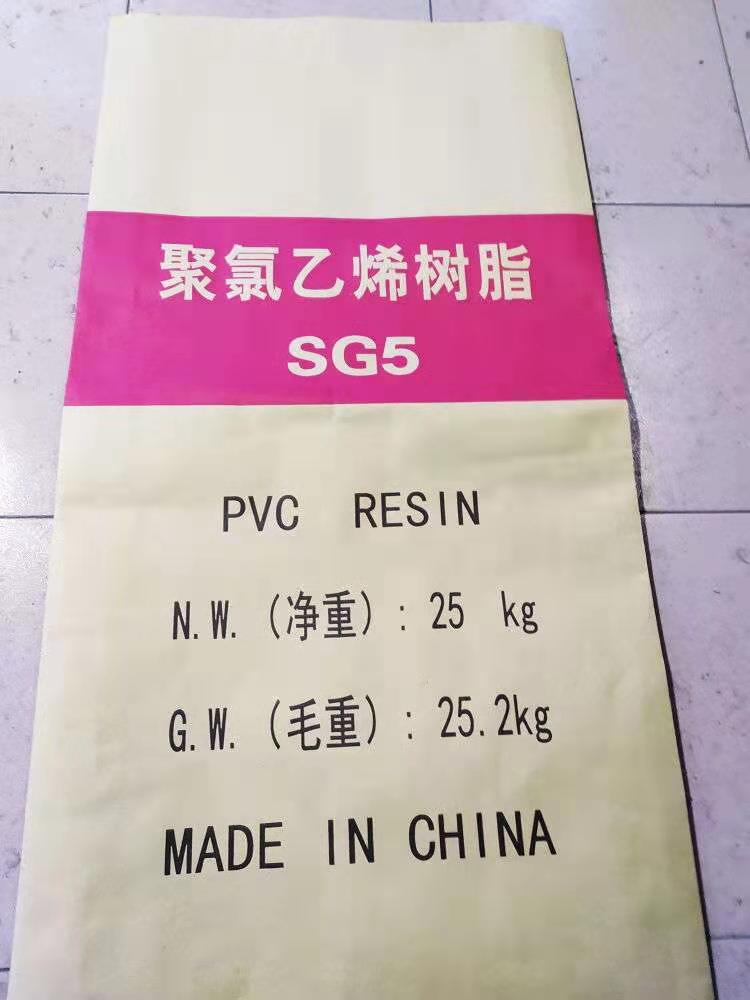 聚氯乙烯树脂
SG5
PVC RESIN
N.W.(净重): 25 kg
G.W.(毛重): 25.2kg
MADE IN CHINA